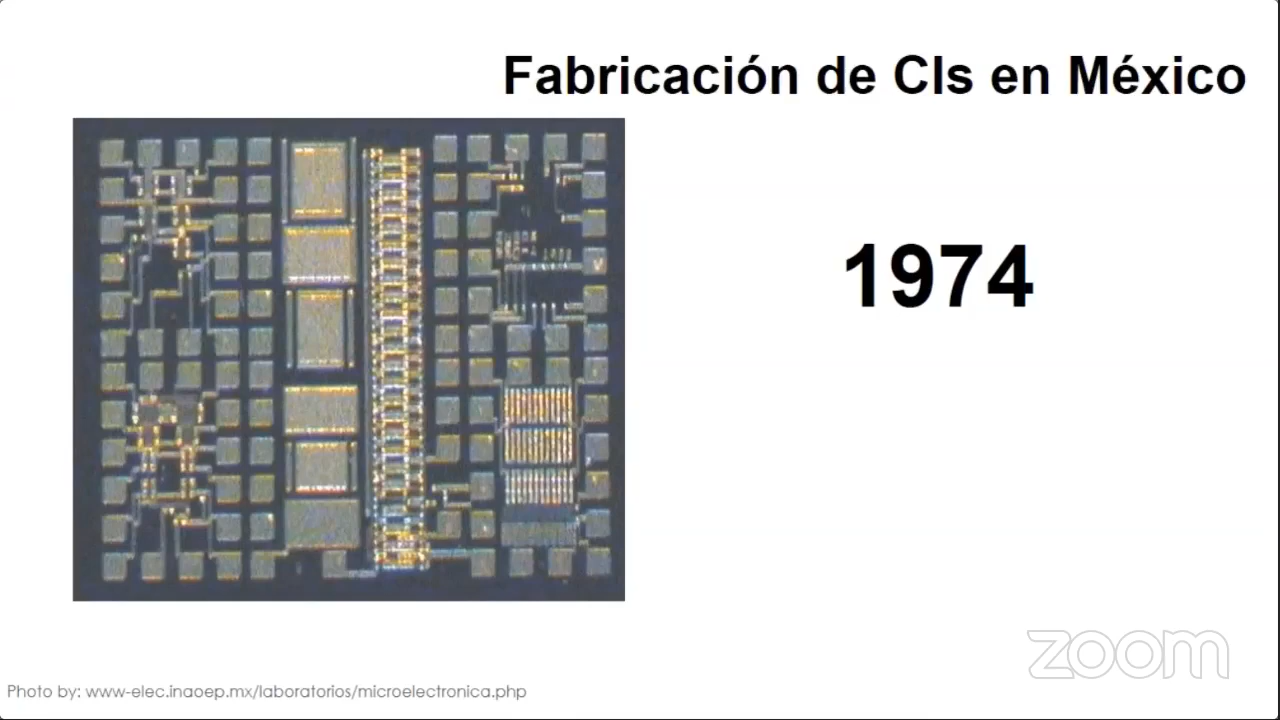 Fabricación de CIs en México
1974
zoom
Photo by: www-elec.inaoep.mx/laboratorios/microelectronica.php